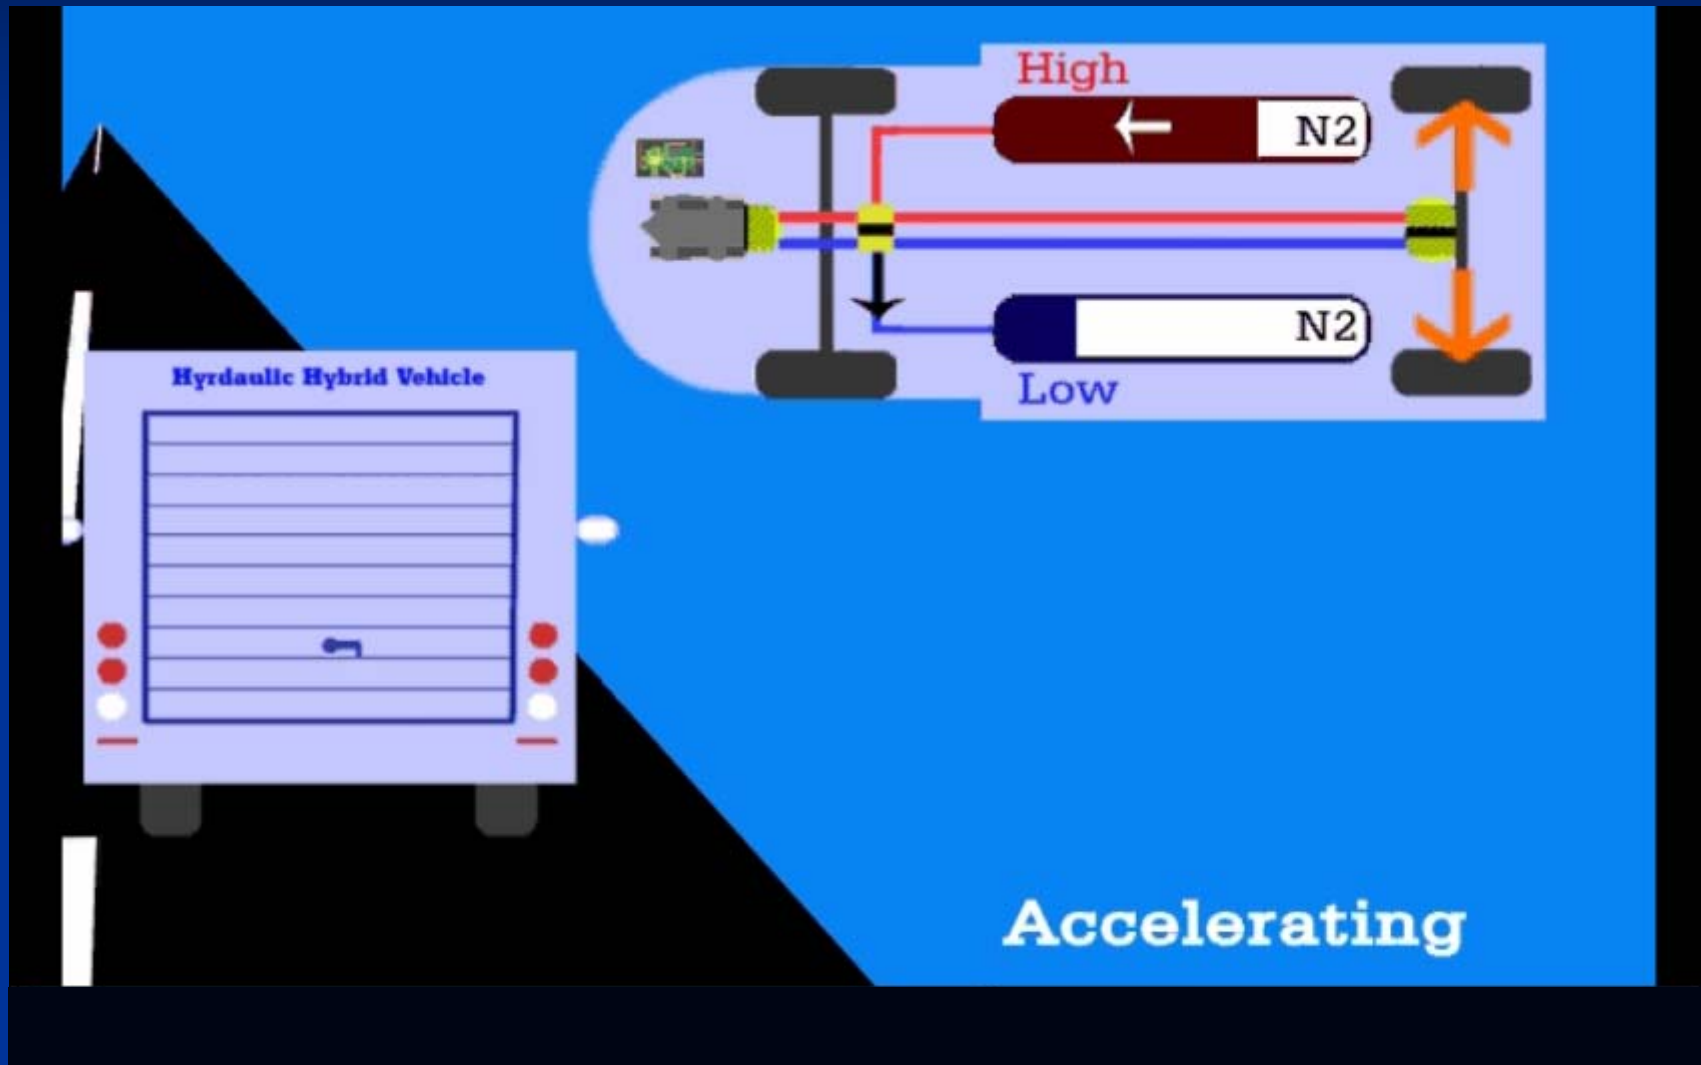 High
N2
N2
Low
Hyrdaulic Hybrid Vehicle
Accelerating